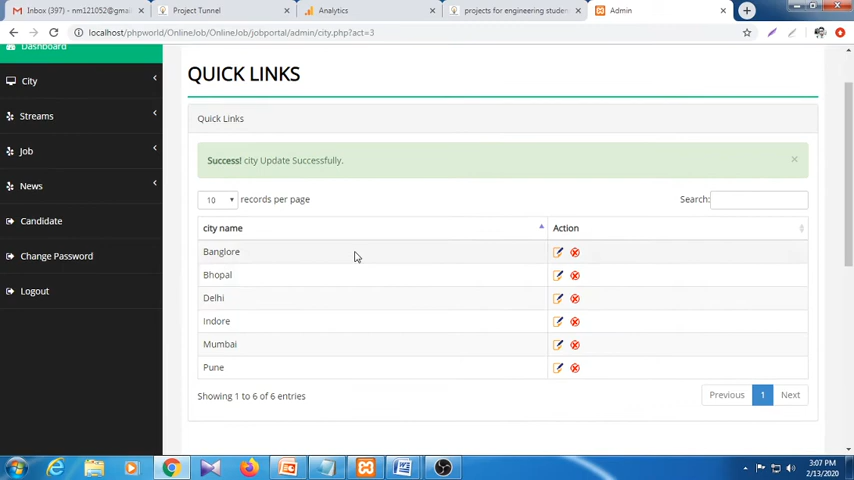 Inbox (397) - nm121052@gmai
Project Tunnel
Analytics
projects for engineering studen
Admin
localhost/phpworld/OnlineJob/OnlineJob/jobportal/admin/city.php?act=3
Dashboard
City
Streams
Job
News
Candidate
Change Password
Logout
QUICK LINKS
Quick Links
Success! city Update Successfully.
×
10 records per page
Search:
city name Action
Banglore
Bhopal
Delhi
Indore
Mumbai
Pune
Showing 1 to 6 of 6 entries
Previous 1 Next
3:07 PM
2/13/2020